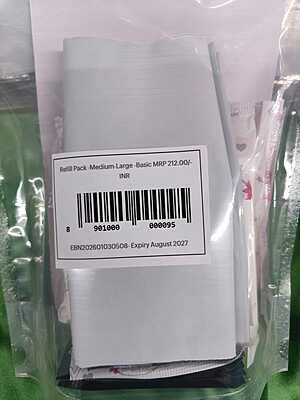 Refill Pack -Medium-Large -Basic MRP 212.00/-
INR
8 901000 000095
EBN202601030508- Expiry August 2027